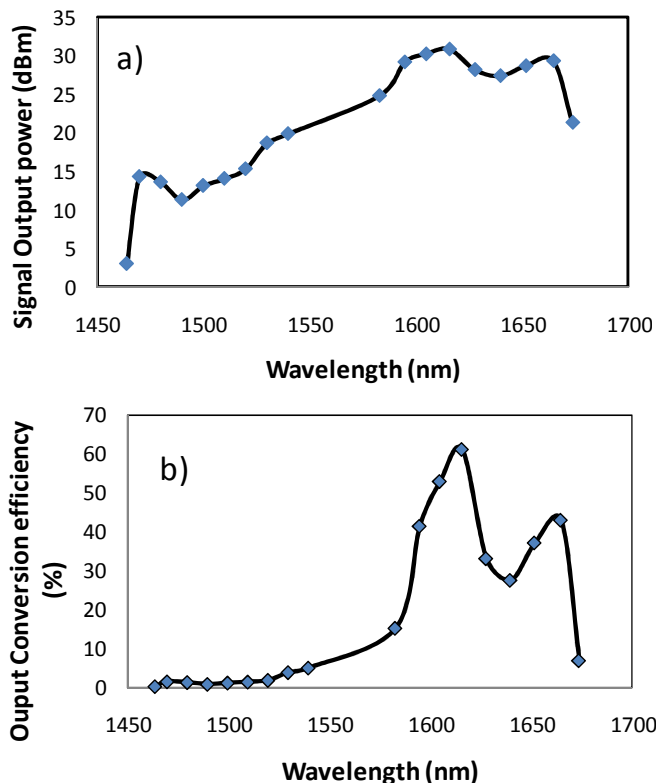 35
30
25
20
15
10
5
0
a)
Signal Output power (dBm)
1450 1500 1550 1600 1650 1700
Wavelength (nm)
70
60
50
40
30
20
10
0
b)
Ouput Conversion efficiency
(%)
1450 1500 1550 1600 1650 1700
Wavelength (nm)